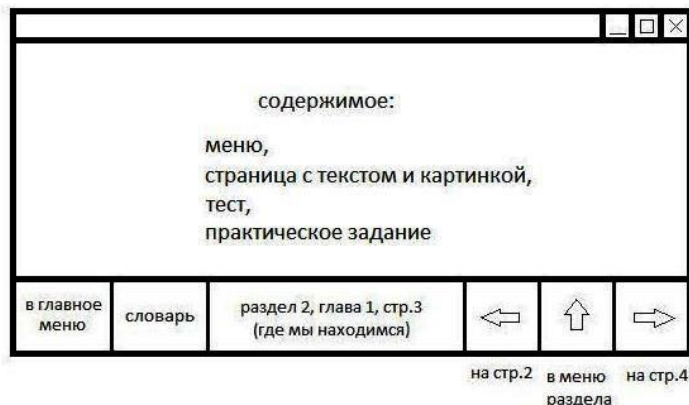 содержимое:
меню,
страница с текстом и картинкой,
тест,
практическое задание
в главное
меню
словарь
раздел 2, глава 1, стр.3
(где мы находимся)
на стр.2
в меню
раздела
на стр.4